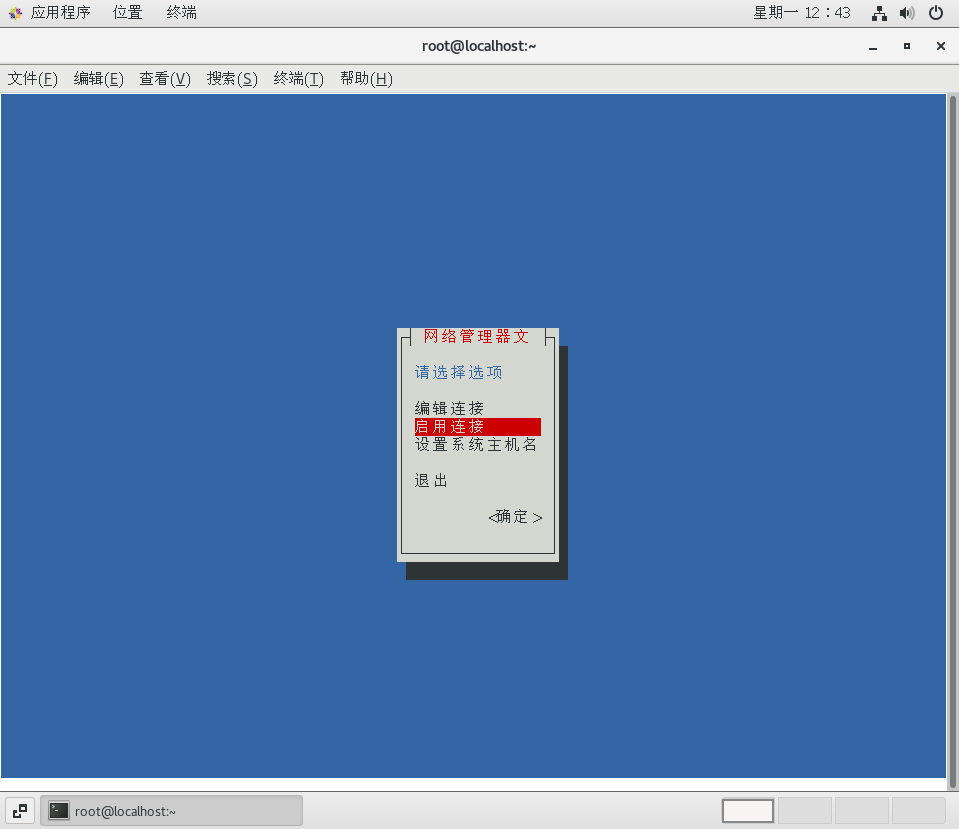 应用程序 位置 终端 星期一 12：43
root@localhost:~
文件(F) 编辑(E) 查看(V) 搜索(S) 终端(T) 帮助(H)
网络管理器文
请选择选项
编辑连接
启用连接
设置系统主机名
退出
<确定>
root@localhost:~